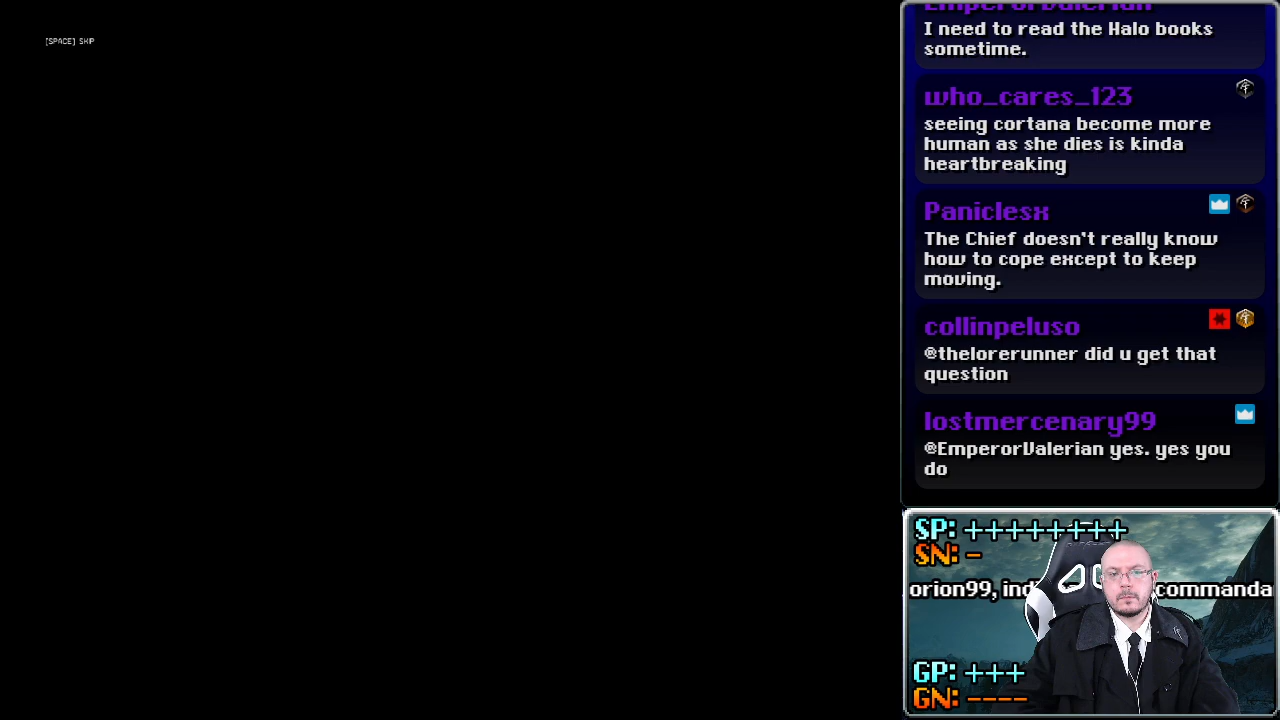 [SPACE] SKIP
EmperorValerian
I need to read the Halo books
sometime.
who_cares_123
seeing cortana become more
human as she dies is kinda
heartbreaking
Paniclesx
The Chief doesn't really know
how to cope except to keep
moving.
collinpeluso
@thelorerunner did u get that
question
lostmercenary99
@EmperorValerian yes. yes you
do
SP: ++++++++
SN: -
orion99, ind commanda
GP: +++
GN: ----